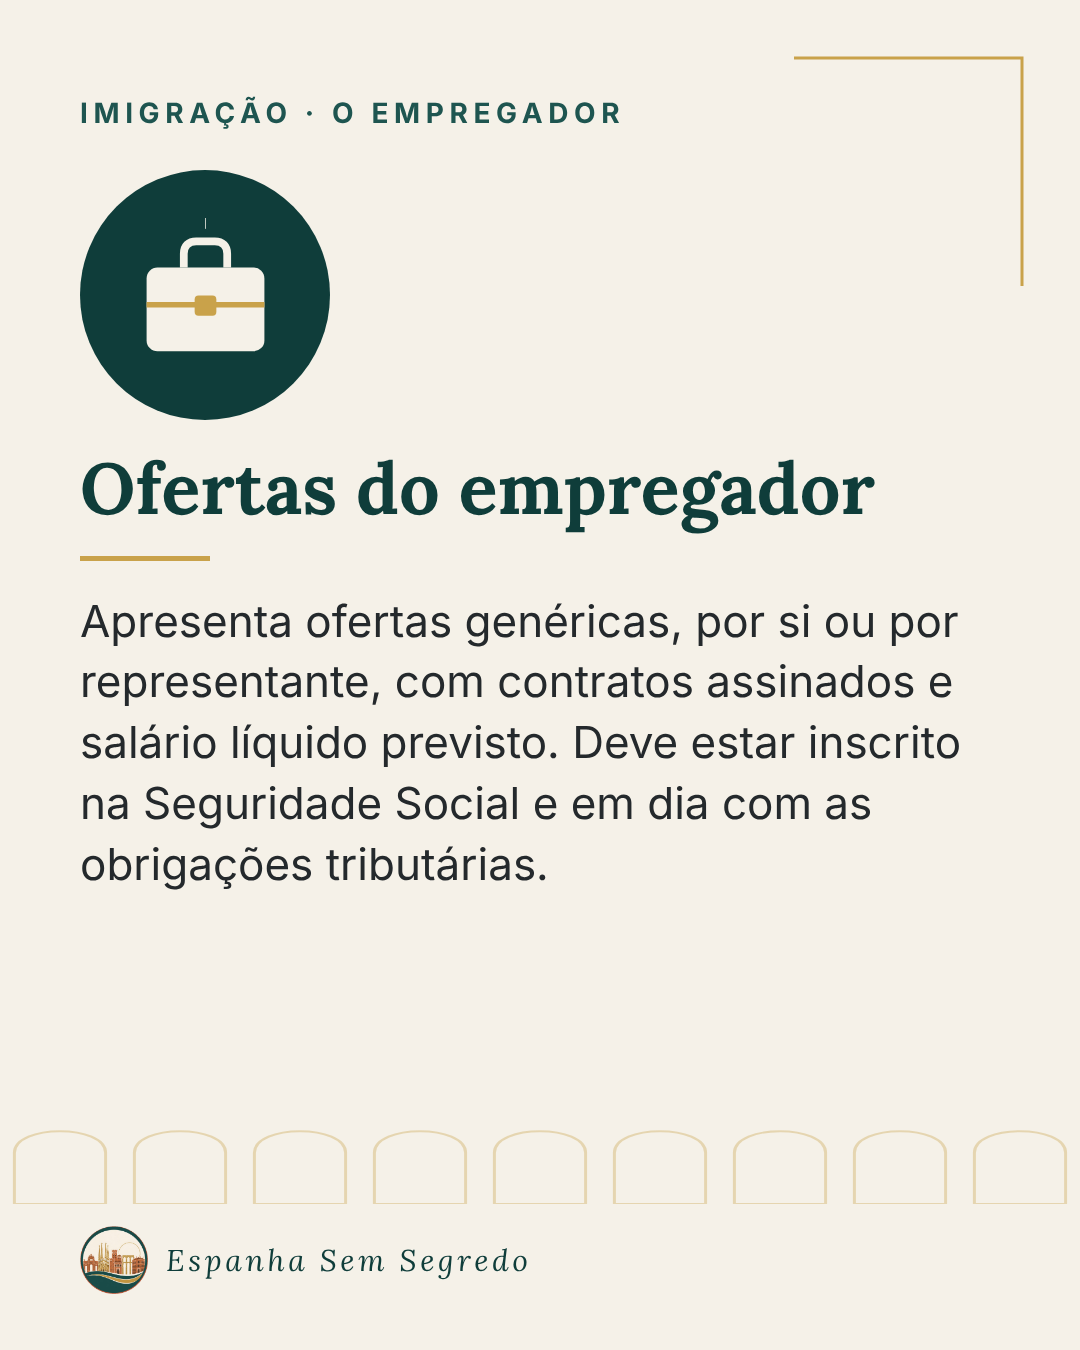 IMIGRAÇÃO · O EMPREGADOR
Ofertas do empregador
Apresenta ofertas genéricas, por si ou por
representante, com contratos assinados e
salário líquido previsto. Deve estar inscrito
na Seguridade Social e em dia com as
obrigações tributárias.
Espanha Sem Segredo